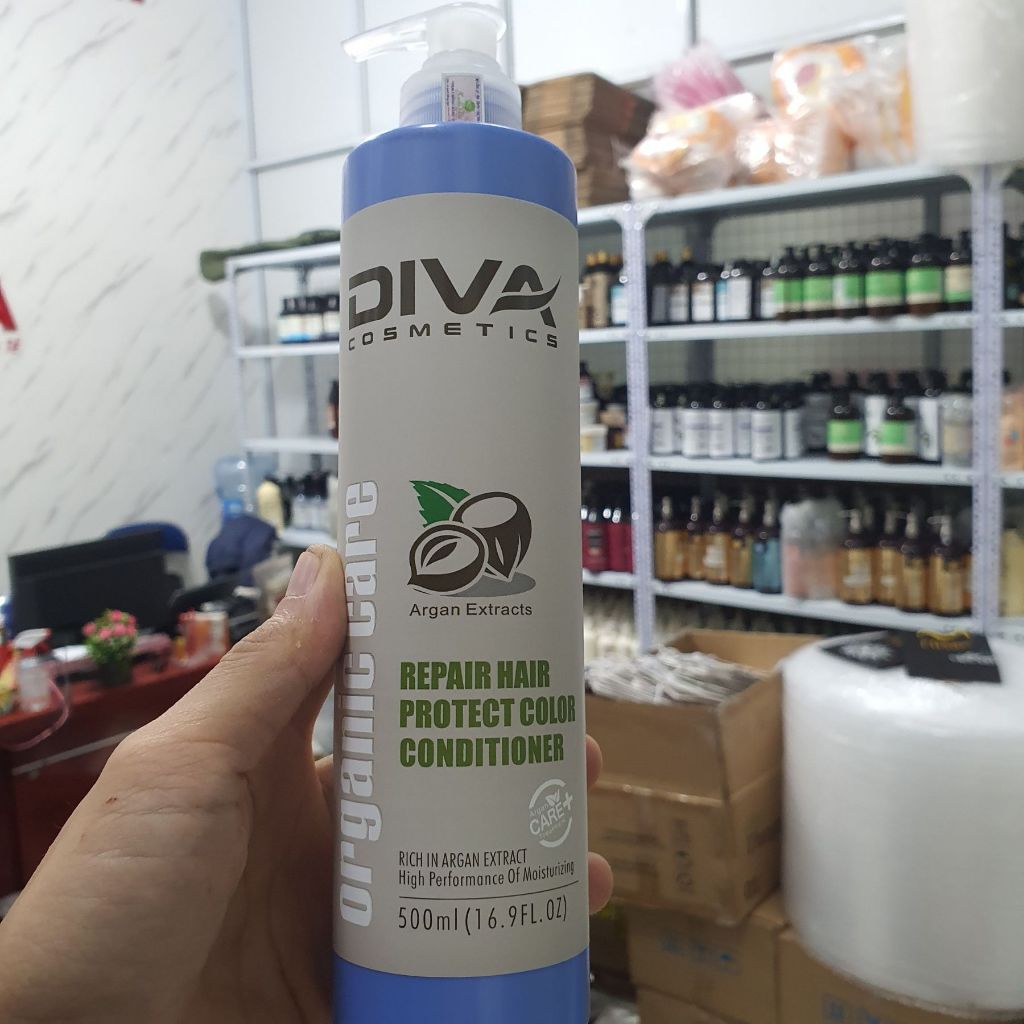 DIVA
COSMETICS
organic care
Argan Extracts
REPAIR HAIR
PROTECT COLOR
CONDITIONER
Argan
CARE+
RICH IN ARGAN EXTRACT
High Performance Of Moisturizing
500ml (16.9FL.OZ)